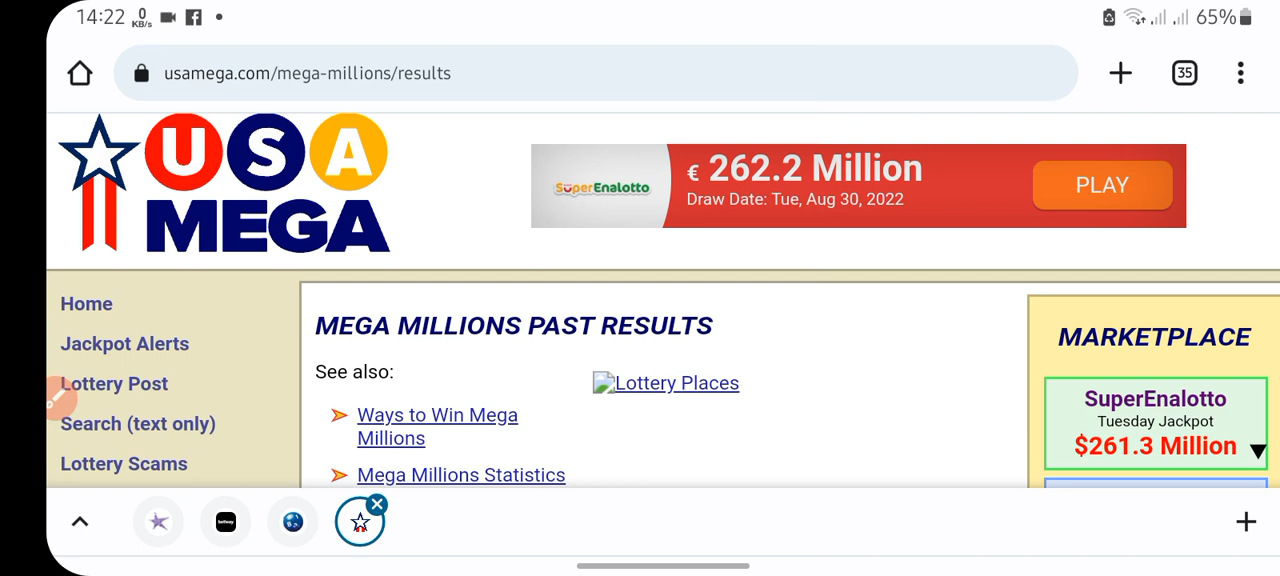 14:22 0 KB/s 65%
usamega.com/mega-millions/results 35
USA
MEGA
SuperEnalotto
€ 262.2 Million
Draw Date: Tue, Aug 30, 2022
PLAY
Home
Jackpot Alerts
Lottery Post
Search (text only)
Lottery Scams
MEGA MILLIONS PAST RESULTS
See also:
Ways to Win Mega
Millions
Mega Millions Statistics
Lottery Places
MARKETPLACE
SuperEnalotto
Tuesday Jackpot
$261.3 Million
betway